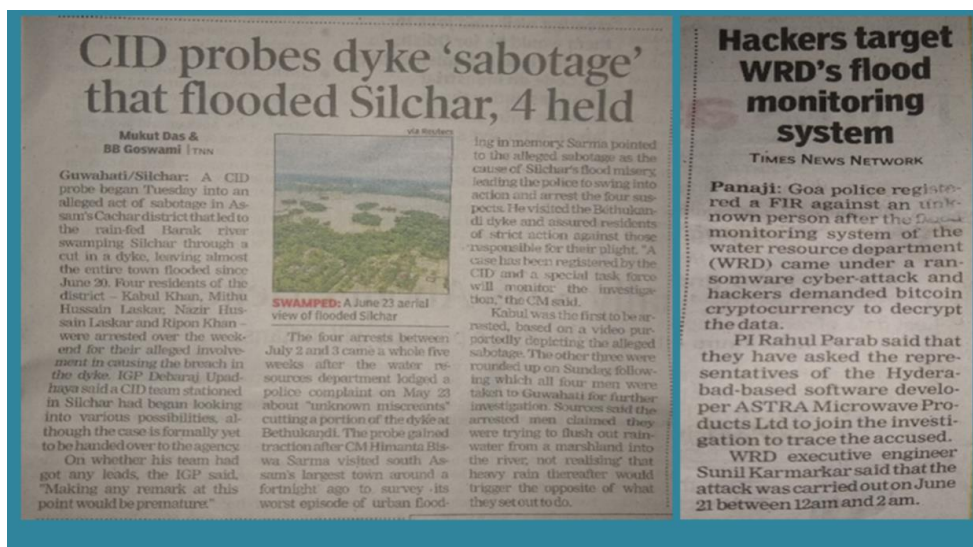 CID probes dyke ‘sabotage’
that flooded Silchar, 4 held
Mukut Das &
BB Goswami | TNN
Guwahati/Silchar: A CID
probe began Tuesday into an
alleged act of sabotage in As-
sam's Cachar district that led to
the rain-fed Barak river
swamping Silchar through a
cut in a dyke, leaving almost
the entire town flooded since
June 20. Four residents of the
district – Kabul Khan, Mithu
Hussain Laskar, Nazir Hus-
sain Laskar and Ripon Khan –
were arrested over the week-
end for their alleged involve-
ment in causing the breach in
the dyke. IGP Debaraj Upad-
haya said a CID team stationed
in Silchar had begun looking
into various possibilities, al-
though the case is formally yet
to be handed over to the agency.
On whether his team had
got any leads, the IGP said,
"Making any remark at this
point would be premature."
via Reuters
SWAMPED: A June 23 aerial
view of flooded Silchar
The four arrests between
July 2 and 3 came a whole five
weeks after the water re-
sources department lodged a
police complaint on May 23
about "unknown miscreants"
cutting a portion of the dyke at
Bethukandi. The probe gained
traction after CM Himanta Bis-
wa Sarma visited south As-
sam's largest town around a
fortnight ago to survey its
worst episode of urban flood-
ing in memory. Sarma pointed
to the alleged sabotage as the
cause of Silchar's flood misery,
leading the police to swing into
action and arrest the four sus-
pects. He visited the Bethukan-
di dyke and assured residents
of strict action against those
responsible for their plight. "A
case has been registered by the
CID and a special task force
will monitor the investiga-
tion," the CM said.
Kabul was the first to be ar-
rested, based on a video pur-
portedly depicting the alleged
sabotage. The other three were
rounded up on Sunday follow-
ing which all four men were
taken to Guwahati for further
investigation. Sources said the
arrested men claimed they
were trying to flush out rain-
water from a marshland into
the river, not realising that
heavy rain thereafter would
trigger the opposite of what
they set out to do.
Hackers target
WRD's flood
monitoring
system
TIMES NEWS NETWORK
Panaji: Goa police registe-
red a FIR against an unk-
nown person after the
monitoring system of the
water resource department
(WRD) came under a ran-
somware cyber-attack and
hackers demanded bitcoin
cryptocurrency to decrypt
the data.
PI Rahul Parab said that
they have asked the repre-
sentatives of the Hydera-
bad-based software develo-
per ASTRA Microwave Pro-
ducts Ltd to join the investi-
gation to trace the accused.
WRD executive engineer
Sunil Karmarkar said that the
attack was carried out on June
21 between 12am and 2 am.